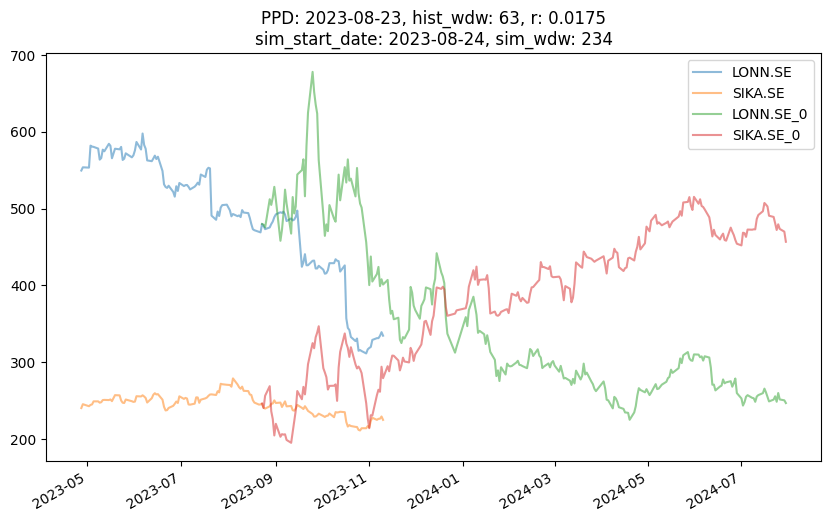 PPD: 2023-08-23, hist_wdw: 63, r: 0.0175
sim_start_date: 2023-08-24, sim_wdw: 234
700
600
500
400
300
200
LONN.SE
SIKA.SE
LONN.SE_0
SIKA.SE_0
2023-05
2023-07
2023-09
2023-11
2024-01
2024-03
2024-05
2024-07